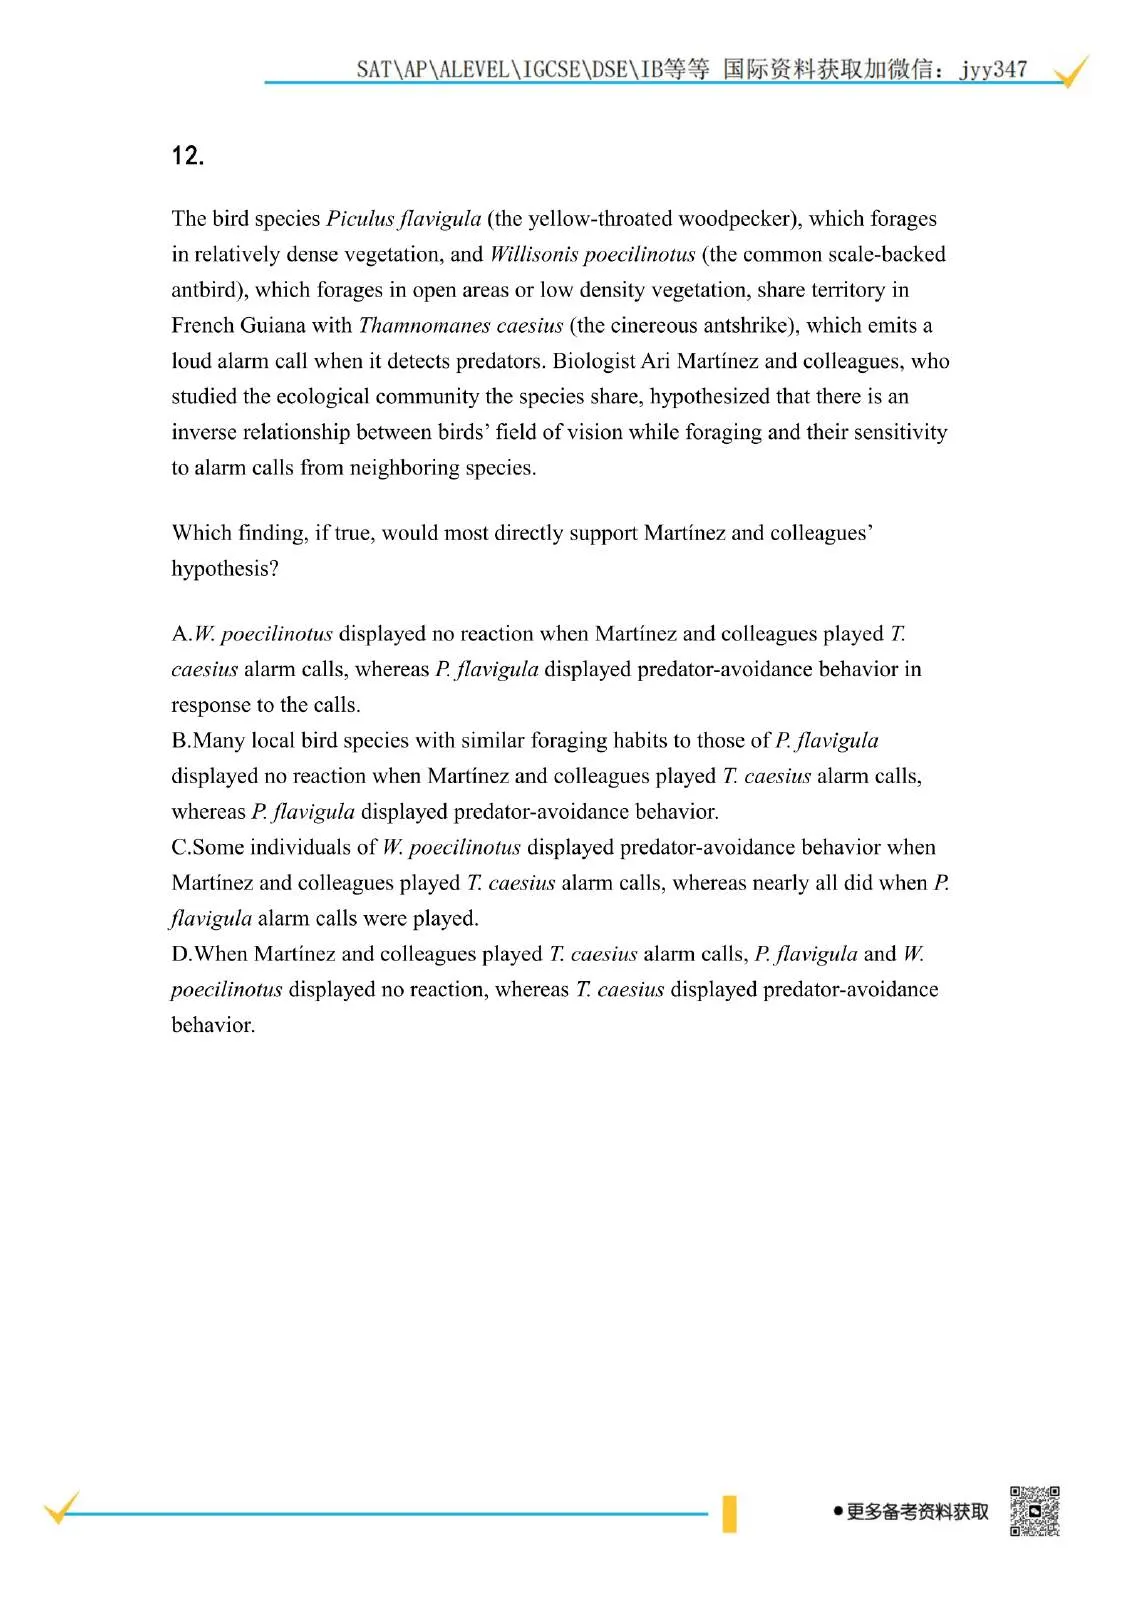 SAT\AP\ALEVEL\IGCSE\DSE\IB等等 国际资料获取加微信：jyy347
12.
The bird species Piculus flavigula (the yellow-throated woodpecker), which forages
in relatively dense vegetation, and Willisonis poecilinotus (the common scale-backed
antbird), which forages in open areas or low density vegetation, share territory in
French Guiana with Thamnomanes caesius (the cinereous antshrike), which emits a
loud alarm call when it detects predators. Biologist Ari Martínez and colleagues, who
studied the ecological community the species share, hypothesized that there is an
inverse relationship between birds’ field of vision while foraging and their sensitivity
to alarm calls from neighboring species.
Which finding, if true, would most directly support Martínez and colleagues’
hypothesis?
A.W. poecilinotus displayed no reaction when Martínez and colleagues played T.
caesius alarm calls, whereas P. flavigula displayed predator-avoidance behavior in
response to the calls.
B.Many local bird species with similar foraging habits to those of P. flavigula
displayed no reaction when Martínez and colleagues played T. caesius alarm calls,
whereas P. flavigula displayed predator-avoidance behavior.
C.Some individuals of W. poecilinotus displayed predator-avoidance behavior when
Martínez and colleagues played T. caesius alarm calls, whereas nearly all did when P.
flavigula alarm calls were played.
D.When Martínez and colleagues played T. caesius alarm calls, P. flavigula and W.
poecilinotus displayed no reaction, whereas T. caesius displayed predator-avoidance
behavior.
●更多备考资料获取